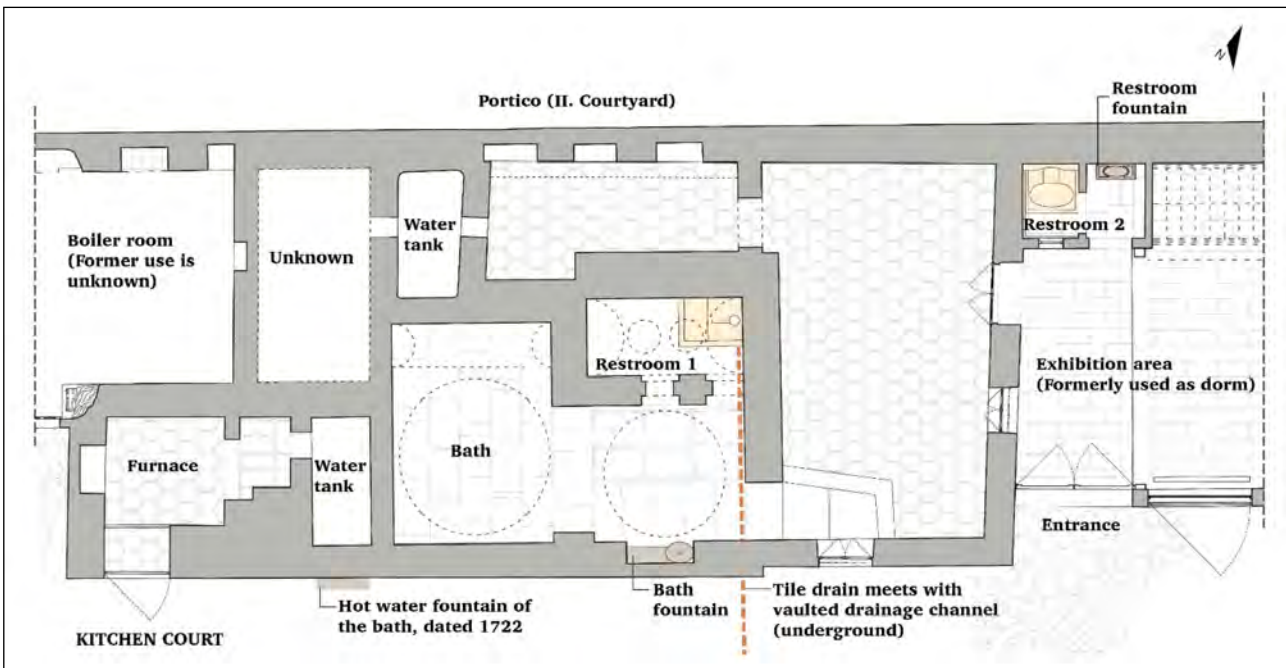 N
Portico (II. Courtyard)
Restroom
fountain
Boiler room
(Former use is
unknown)
Unknown
Water
tank
Restroom 2
Restroom 1
Exhibition area
(Formerly used as dorm)
Furnace
Water
tank
Bath
Entrance
Hot water fountain of
the bath, dated 1722
Bath
fountain
Tile drain meets with
vaulted drainage channel
(underground)
KITCHEN COURT